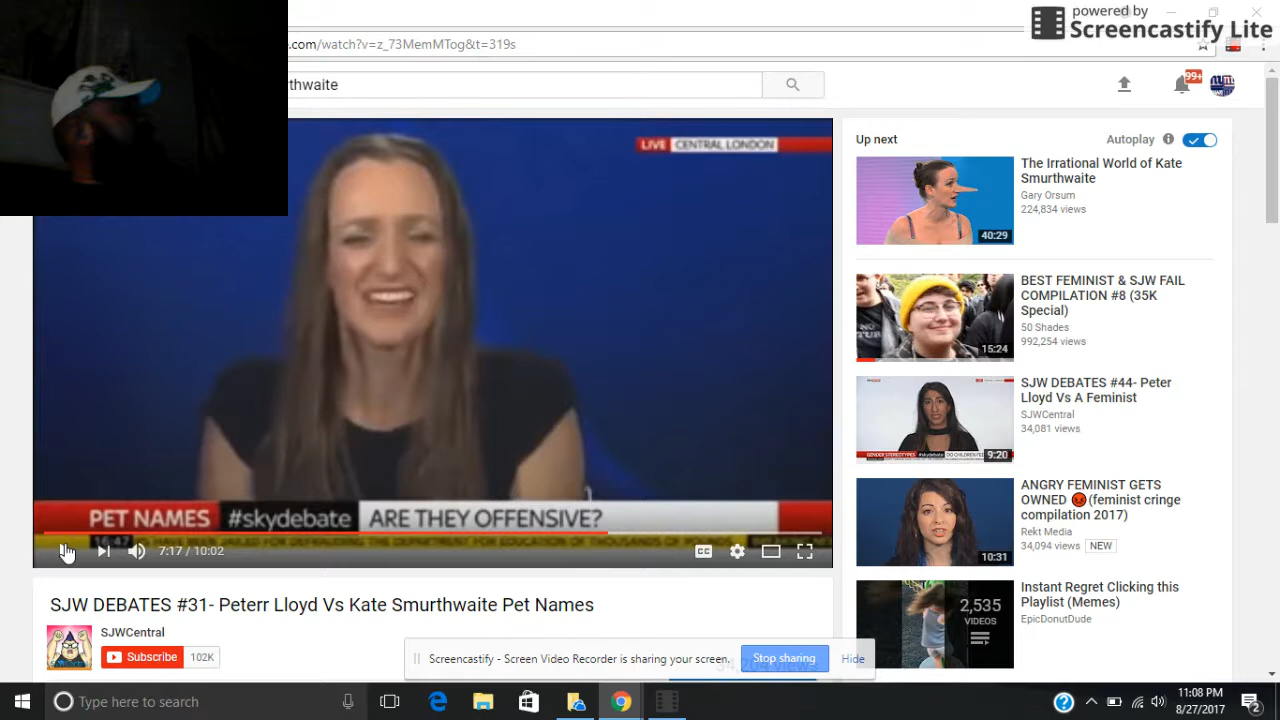 powered by
Screencastify Lite
e.com/watch?v=z_73MemMTog&t=319s
thwaite
99+
LIVE CENTRAL LONDON
PET NAMES #skydebate ARE THEY OFFENSIVE?
7:17 / 10:02
CC
SJW DEBATES #31- Peterr Lloyd Vs Kate Smurthwaite Pet Names
SJWCentral
Subscribe 102K
Up next Autoplay
The Irrational World of Kate
Smurthwaite
Gary Orsum
224,834 views
40:29
BEST FEMINIST & SJW FAIL
COMPILATION #8 (35K
Special)
50 Shades
992,254 views
15:24
SJW DEBATES #44- Peter
Lloyd Vs A Feminist
SJWCentral
34,081 views
9:20
ANGRY FEMINIST GETS
OWNED 😡(feminist cringe
compilation 2017)
Rekt Media
34,094 views NEW
10:31
Instant Regret Clicking this
Playlist (Memes)
EpicDonutDude
2,535
VIDEOS
Screencastify - Screen Video Recorder is sharing your screen. Stop sharing Hide
Type here to search
11:08 PM
8/27/2017
2